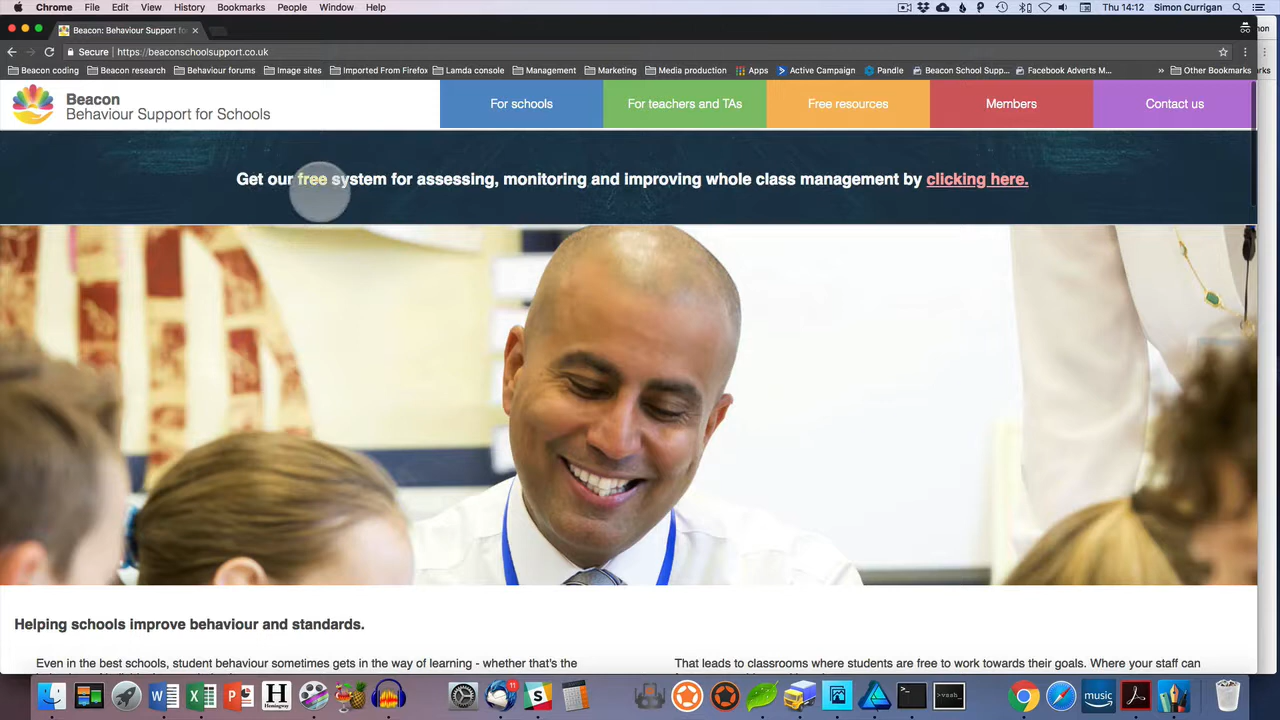 Chrome File Edit View History Bookmarks People Window Help Thu 14:12 Simon Currigan
Beacon: Behaviour Support fo
Secure https://beaconschoolsupport.co.uk
Beacon coding Beacon research Behaviour forums Image sites Imported From Firefox Lamda console Management Marketing Media production Apps Active Campaign Pandle Beacon School Supp... Facebook Adverts M... » Other Bookmarks
Beacon
Behaviour Support for Schools
For schools For teachers and TAs Free resources Members Contact us
Get our free system for assessing, monitoring and improving whole class management by clicking here.
Helping schools improve behaviour and standards.
Even in the best schools, student behaviour sometimes gets in the way of learning - whether that's the
That leads to classrooms where students are free to work towards their goals. Where your staff can
11
music